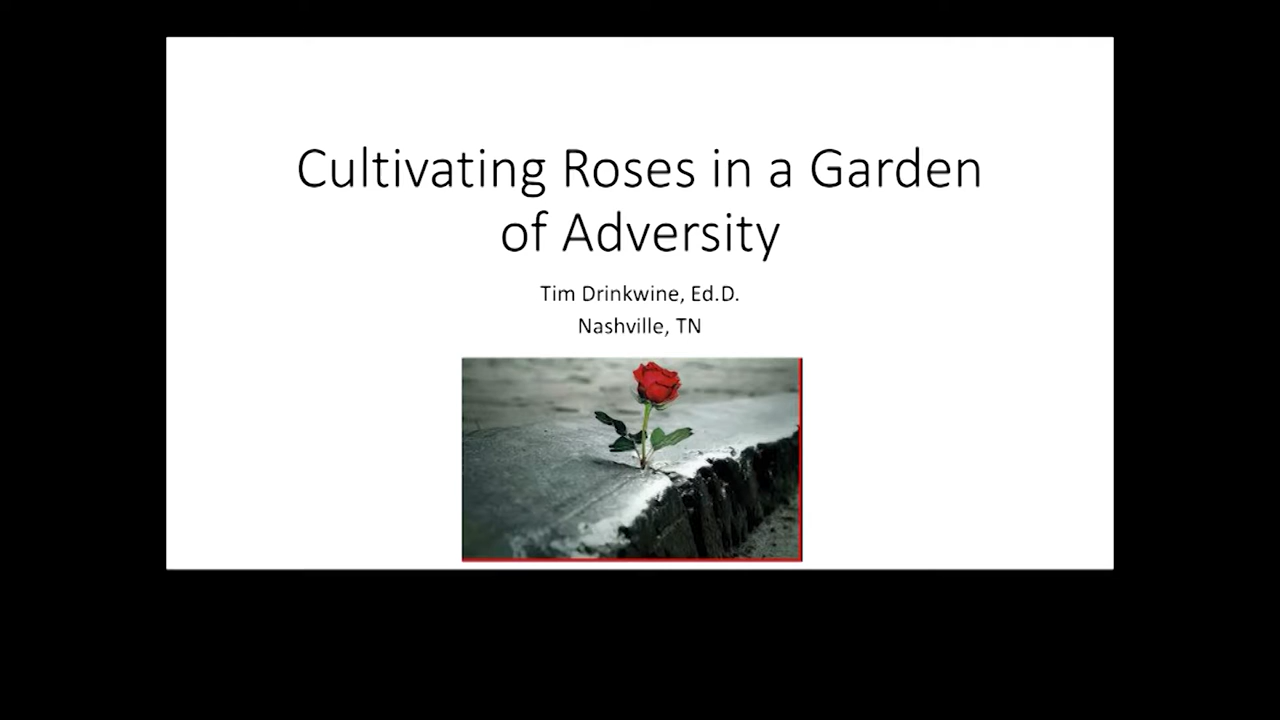 Cultivating Roses in a Garden
of Adversity
Tim Drinkwine, Ed.D.
Nashville, TN